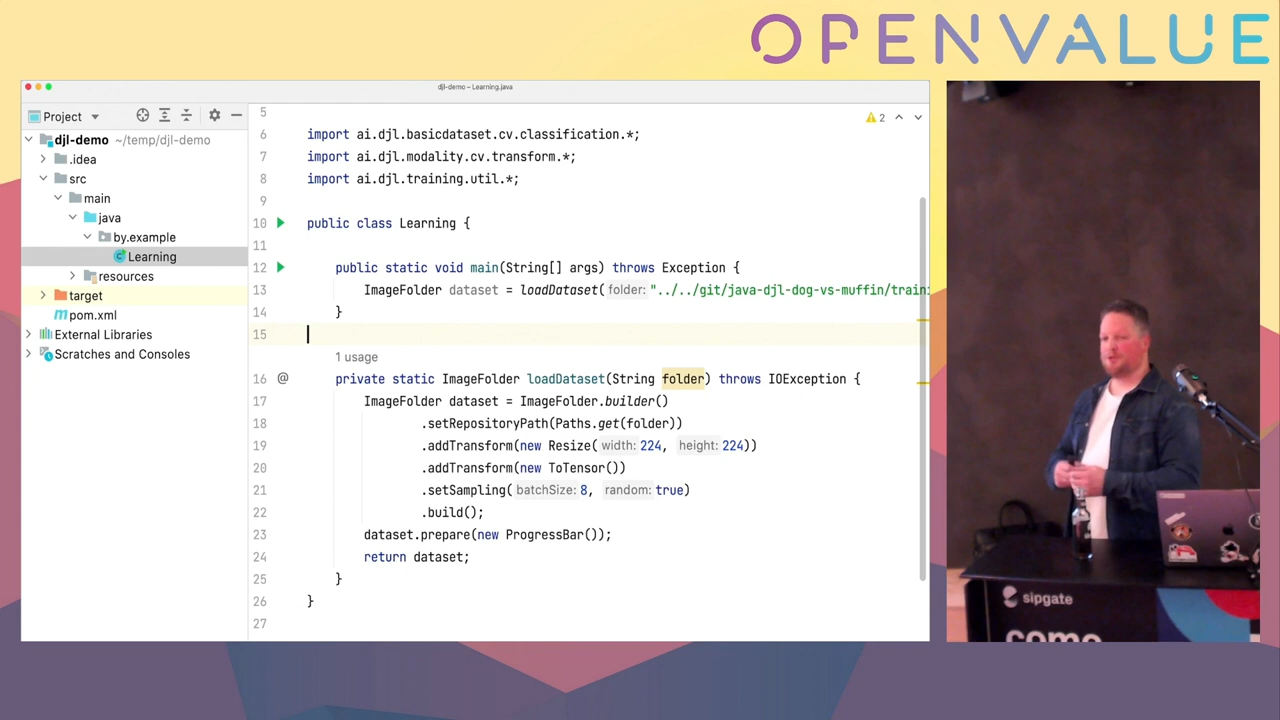 OPENVALUE
djl-demo – Learning.java
Project
djl-demo ~/temp/djl-demo
.idea
src
main
java
by.example
Learning
resources
target
pom.xml
External Libraries
Scratches and Consoles
2
5
6 import ai.djl.basicdataset.cv.classification.*;
7 import ai.djl.modality.cv.transform.*;
8 import ai.djl.training.util.*;
9
10 public class Learning {
11
12 public static void main(String[] args) throws Exception {
13 ImageFolder dataset = loadDataset( folder: "../../git/java-djl-dog-vs-muffin/traini
14 }
15
1 usage
16 @ private static ImageFolder loadDataset(String folder) throws IOException {
17 ImageFolder dataset = ImageFolder.builder()
18 .setRepositoryPath(Paths.get(folder))
19 .addTransform(new Resize( width: 224, height: 224))
20 .addTransform(new ToTensor())
21 .setSampling( batchSize: 8, random: true)
22 .build();
23 dataset.prepare(new ProgressBar());
24 return dataset;
25 }
26 }
27
sipgate